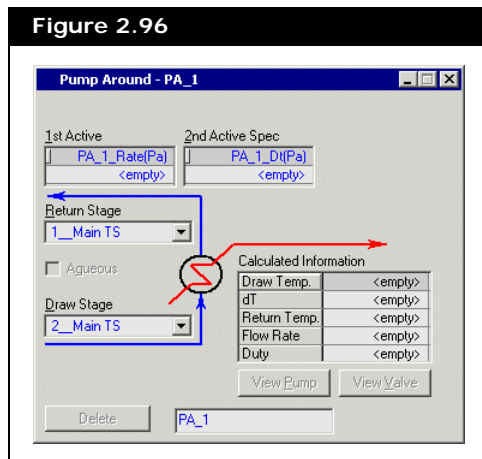 Figure 2.96
Pump Around - PA_1
1st Active
2nd Active Spec
PA_1_Rate(Pa)
PA_1_Dt(Pa)
<empty>
<empty>
Return Stage
1__Main TS
Aqueous
Draw Stage
2__Main TS
Calculated Information
Draw Temp. <empty>
dT <empty>
Return Temp. <empty>
Flow Rate <empty>
Duty <empty>
View Pump
View Valve
Delete
PA_1